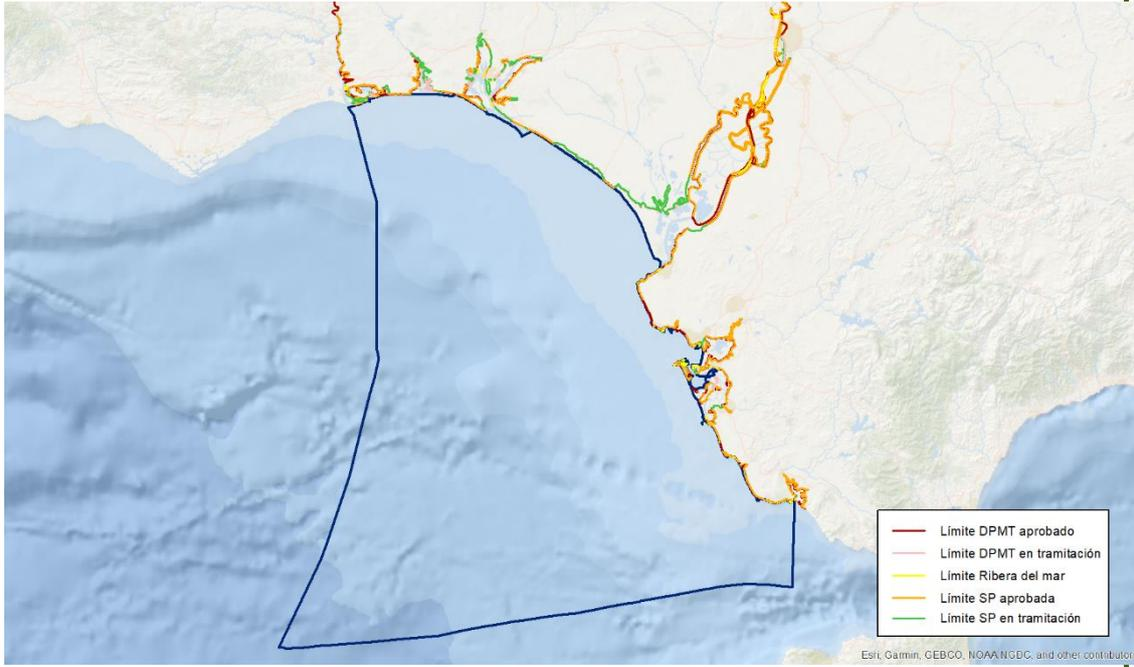 Límite DPMT aprobado
Límite DPMT en tramitación
Límite Ribera del mar
Límite SP aprobada
Límite SP en tramitación
Esri, Garmin, GEBCO, NOAA NGDC, and other contributor